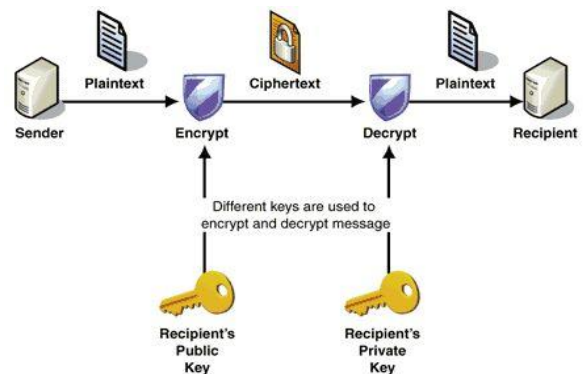 Plaintext
Ciphertext
Plaintext
Sender
Encrypt
Decrypt
Recipient
Different keys are used to
encrypt and decrypt message
Recipient's
Public
Key
Recipient's
Private
Key